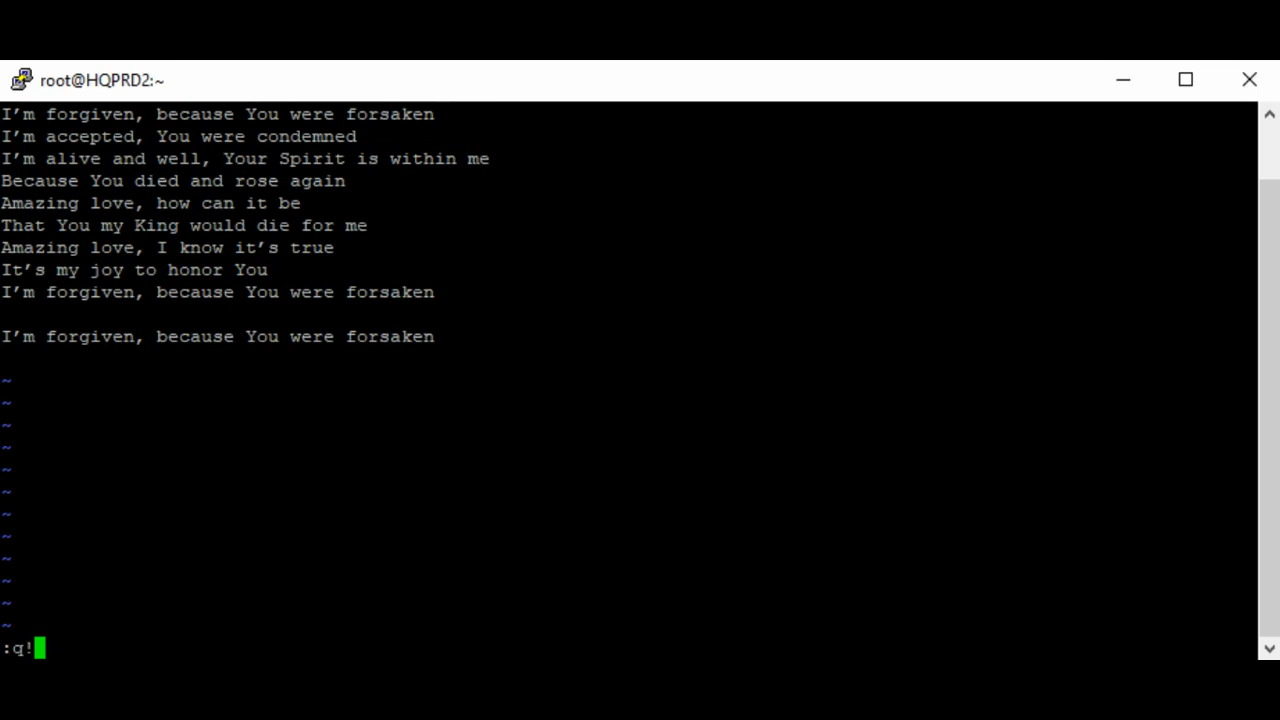 root@HQPRD2:~
I’m forgiven, because You were forsaken
I’m accepted, You were condemned
I’m alive and well, Your Spirit is within me
Because You died and rose again
Amazing love, how can it be
That You my King would die for me
Amazing love, I know it’s true
It’s my joy to honor You
I’m forgiven, because You were forsaken
I’m forgiven, because You were forsaken
~
~
~
~
~
~
~
~
~
~
~
~
:q!